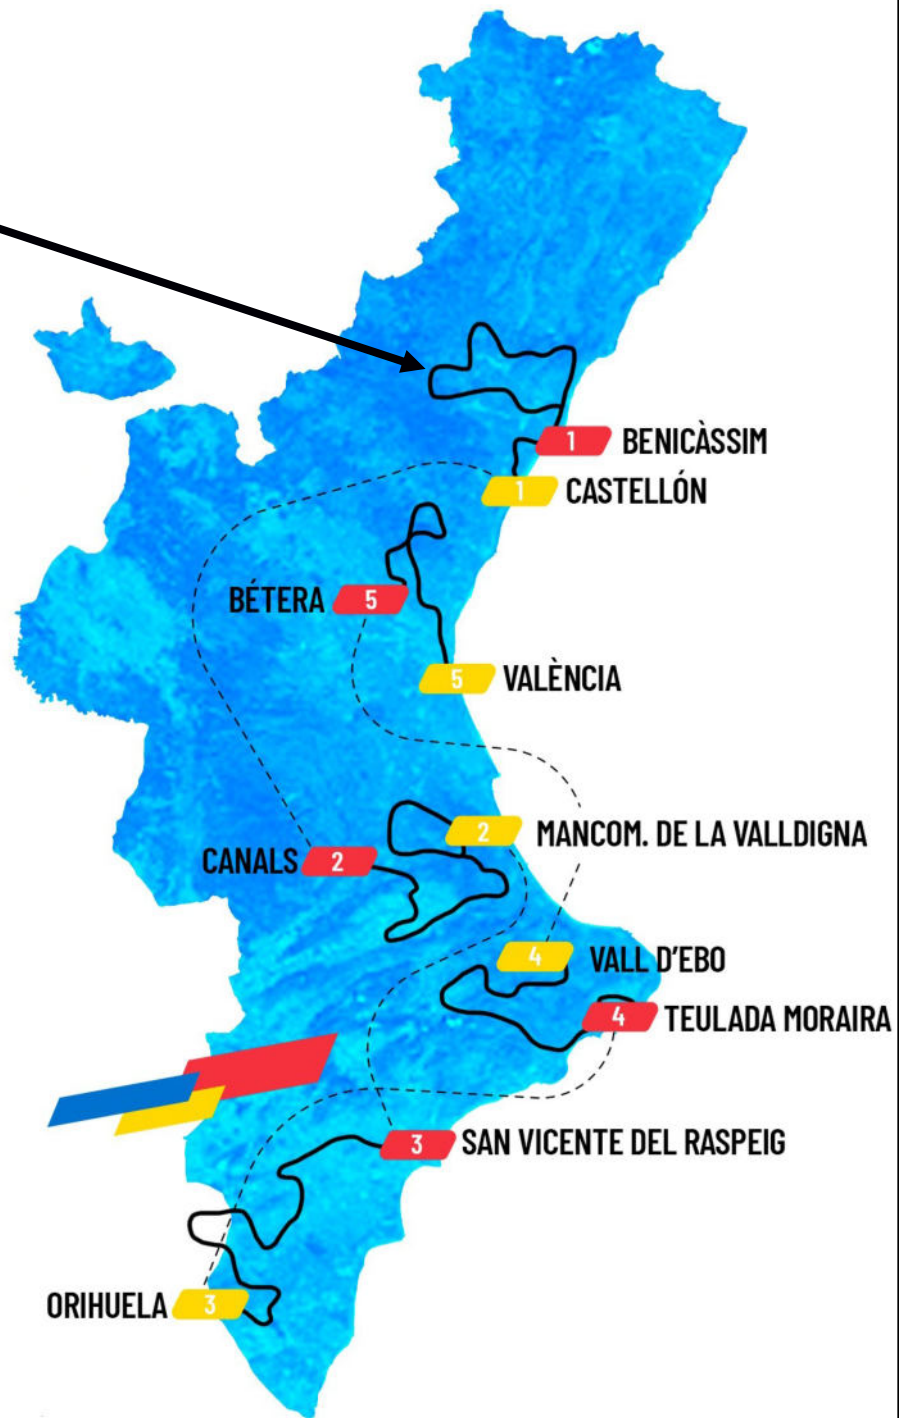 1 BENICÀSSIM
1 CASTELLÓN
BÉTERA 5
5 VALÈNCIA
2 MANCOM. DE LA VALLDIGNA
CANALS 2
4 VALL D'EBO
4 TEULADA MORAIRA
3 SAN VICENTE DEL RASPEIG
ORIHUELA 3